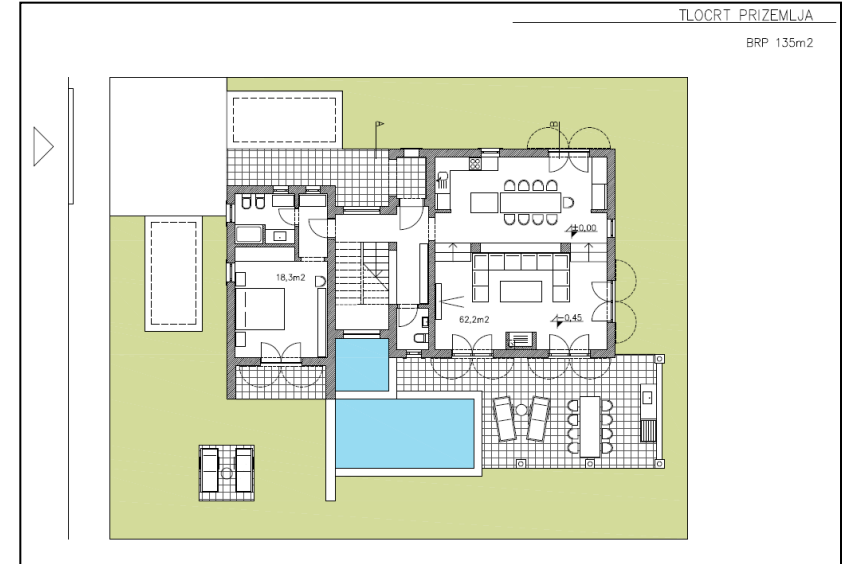 TLOCRT PRIZEMLJA
BRP 135m2
A
B
±0,00
18,3m2
62,2m2
-0,45